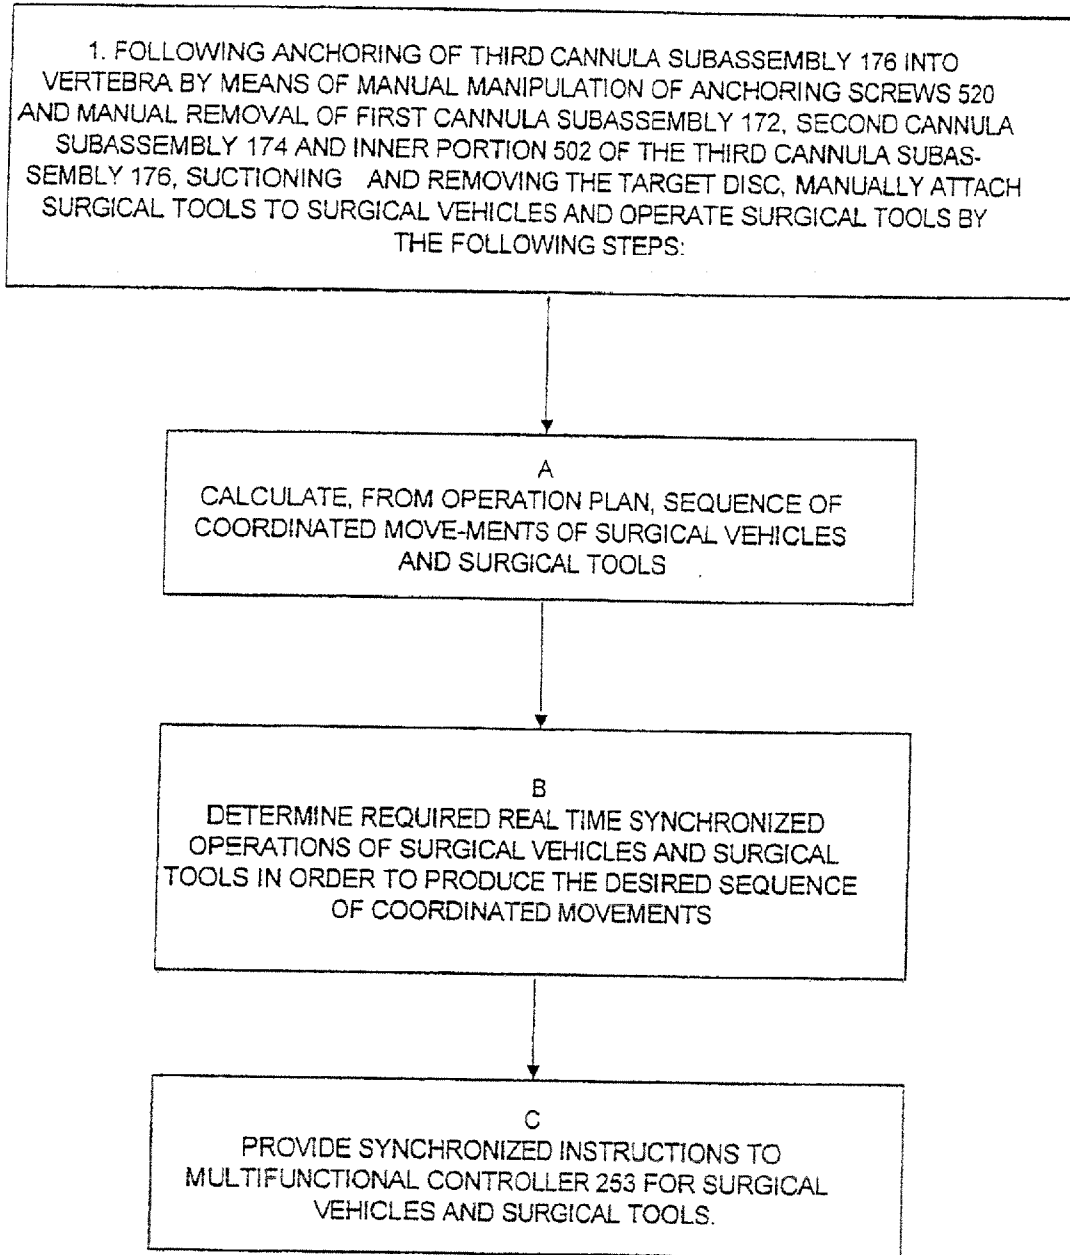 1. FOLLOWING ANCHORING OF THIRD CANNULA SUBASSEMBLY 176 INTO
VERTEBRA BY MEANS OF MANUAL MANIPULATION OF ANCHORING SCREWS 520
AND MANUAL REMOVAL OF FIRST CANNULA SUBASSEMBLY 172, SECOND CANNULA
SUBASSEMBLY 174 AND INNER PORTION 502 OF THE THIRD CANNULA SUBAS-
SEMBLY 176, SUCTIONING AND REMOVING THE TARGET DISC, MANUALLY ATTACH
SURGICAL TOOLS TO SURGICAL VEHICLES AND OPERATE SURGICAL TOOLS BY
THE FOLLOWING STEPS:
A
CALCULATE, FROM OPERATION PLAN, SEQUENCE OF
COORDINATED MOVE-MENTS OF SURGICAL VEHICLES
AND SURGICAL TOOLS
B
DETERMINE REQUIRED REAL TIME SYNCHRONIZED
OPERATIONS OF SURGICAL VEHICLES AND SURGICAL
TOOLS IN ORDER TO PRODUCE THE DESIRED SEQUENCE
OF COORDINATED MOVEMENTS
C
PROVIDE SYNCHRONIZED INSTRUCTIONS TO
MULTIFUNCTIONAL CONTROLLER 253 FOR SURGICAL
VEHICLES AND SURGICAL TOOLS.